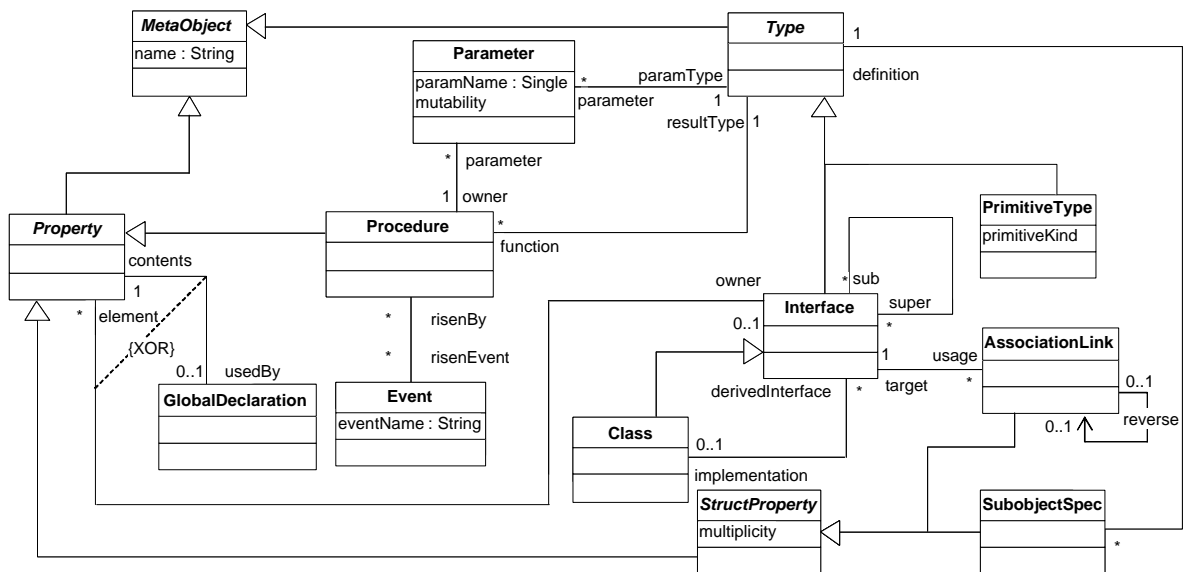 MetaObject
name : String
Type
1
definition
Parameter
paramName : Single
mutability
*
parameter
paramType
1
resultType
1
*
parameter
1
owner
Property
contents
1
*
element
{XOR}
0..1
usedBy
GlobalDeclaration
Procedure
*
function
*
risenBy
*
risenEvent
Event
eventName : String
PrimitiveType
primitiveKind
owner
0..1
Interface
*
sub
super
*
1
target
usage
*
AssociationLink
0..1
reverse
0..1
derivedInterface
*
Class
0..1
implementation
StructProperty
multiplicity
SubobjectSpec
*